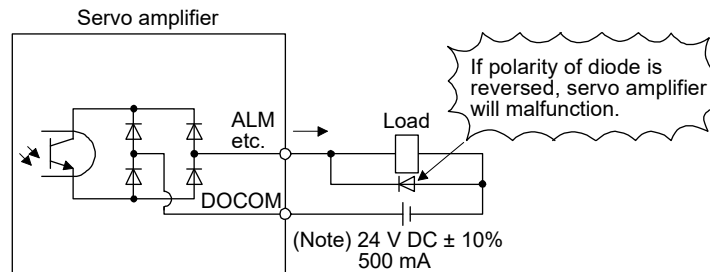 Servo amplifier
If polarity of diode is
reversed, servo amplifier
will malfunction.
ALM
etc.
Load
DOCOM
(Note) 24 V DC ± 10%
500 mA